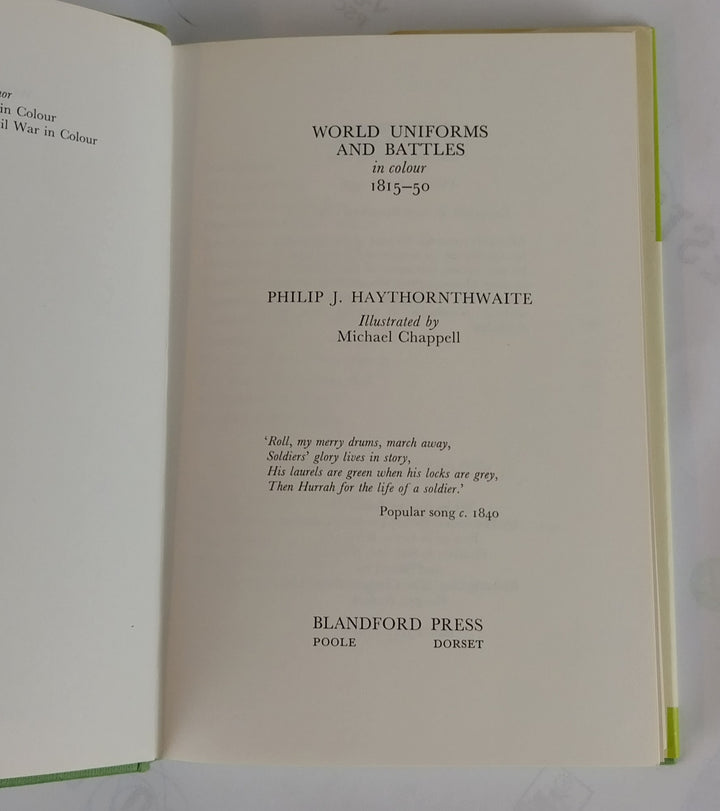 in Colour
War in Colour
WORLD UNIFORMS
AND BATTLES
in colour
1815–50
PHILIP J. HAYTHORNTHWAITE
Illustrated by
Michael Chappell
'Roll, my merry drums, march away,
Soldiers' glory lives in story,
His laurels are green when his locks are grey,
Then Hurrah for the life of a soldier.'
Popular song c. 1840
BLANDFORD PRESS
POOLE DORSET